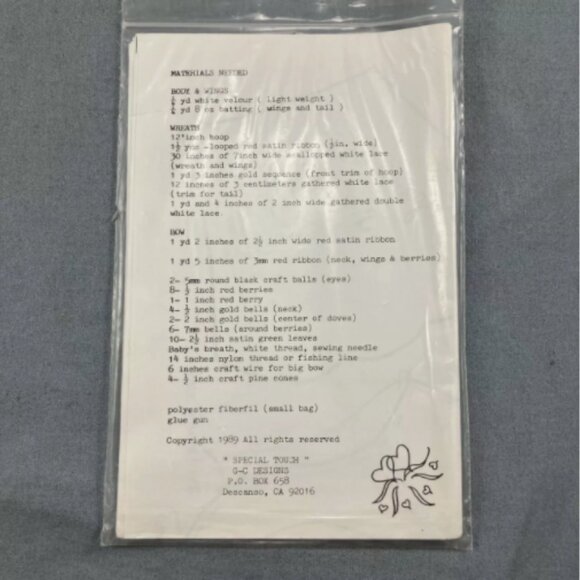 MATERIALS NEEDED
BODY & WINGS
¼ yd white velour ( light weight )
¼ yd 8 oz batting ( wings and tail )
WREATH
12"inch hoop
1½ yds -looped red satin ribbon (½in. wide)
30 inches of 7inch wide scallopped white lace
(wreath and wings)
1 yd 3 inches gold sequence (front trim of hoop)
12 inches of 3 centimeters gathered white lace
(trim for tail)
1 yd and 4 inches of 2 inch wide gathered double
white lace
BOW
1 yd 2 inches of 2½ inch wide red satin ribbon
1 yd 5 inches of 3mm red ribbon (neck, wings & berries)
2- 5mm round black craft balls (eyes)
8- ½ inch red berries
1- 1 inch red berry
4- ½ inch gold bells (neck)
2- 2 inch gold bells (center of doves)
6- 7mm bells (around berries)
10- 2½ inch satin green leaves
Baby's breath, white thread, sewing needle
14 inches nylon thread or fishing line
6 inches craft wire for big bow
4- ½ inch craft pine cones
polyester fiberfil (small bag)
glue gun
Copyright 1989 All rights reserved
" SPECIAL TOUCH "
G-C DESIGNS
P.O. BOX 658
Descanso, CA 92016